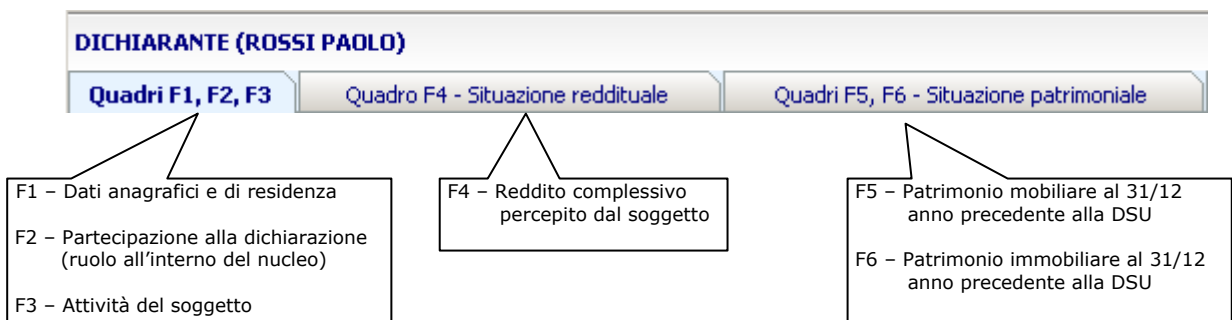 DICHIARANTE (ROSSI PAOLO)
Quadri F1, F2, F3
Quadro F4 - Situazione reddituale
Quadri F5, F6 - Situazione patrimoniale
F1 – Dati anagrafici e di residenza
F2 – Partecipazione alla dichiarazione
(ruolo all'interno del nucleo)
F3 – Attività del soggetto
F4 – Reddito complessivo
percepito dal soggetto
F5 – Patrimonio mobiliare al 31/12
anno precedente alla DSU
F6 – Patrimonio immobiliare al 31/12
anno precedente alla DSU